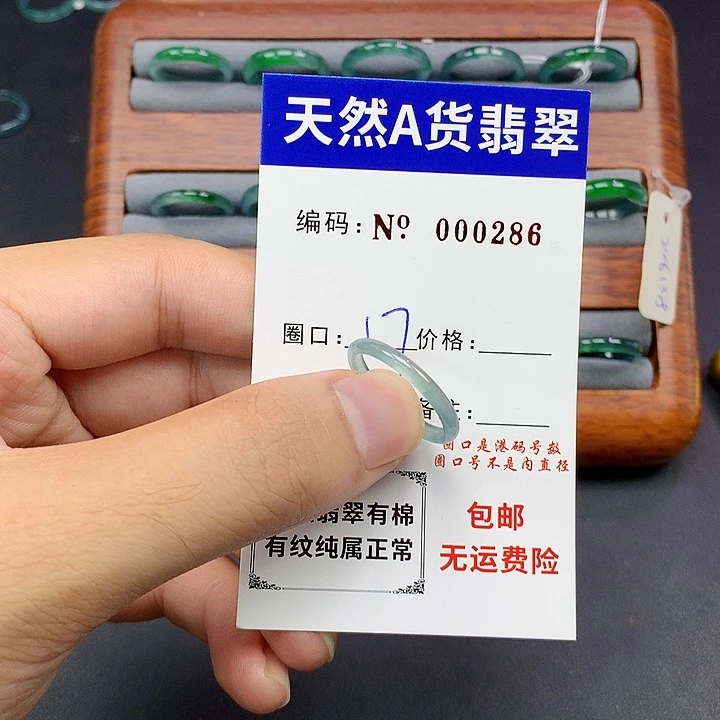 天然A货翡翠
编码: Nº 000286
圈口: 17 价格:
备注:
圈口是港码号数
圈口号不是内直径
翡翠有棉
有纹纯属正常
包邮
无运费险